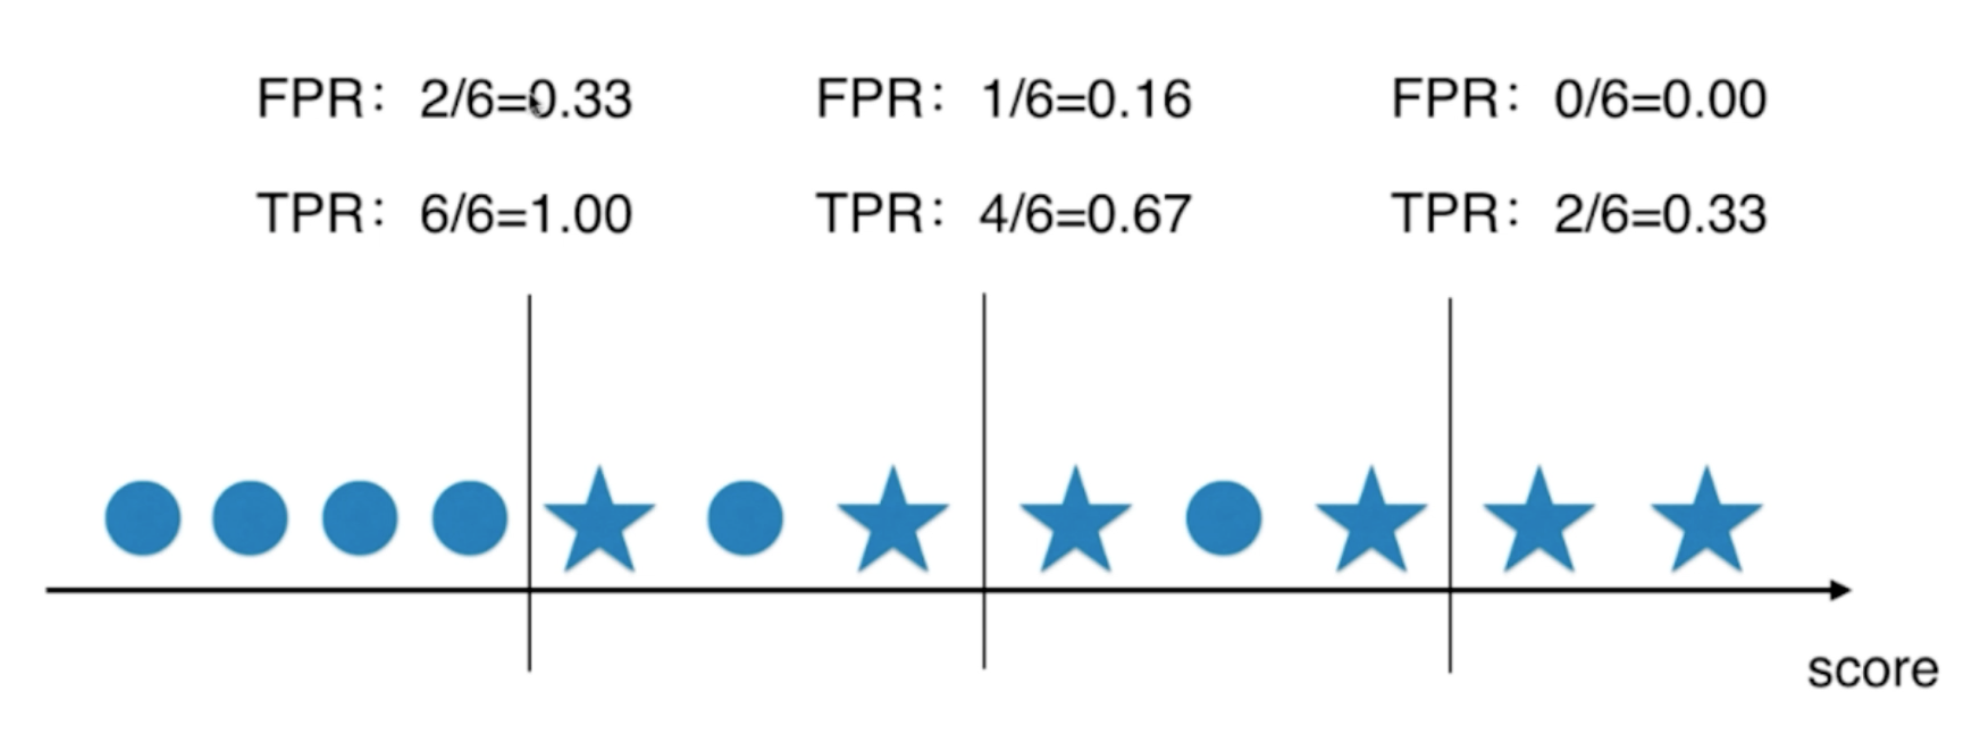 FPR: 2/6=0.33 FPR: 1/6=0.16 FPR: 0/6=0.00
TPR: 6/6=1.00 TPR: 4/6=0.67 TPR: 2/6=0.33
score